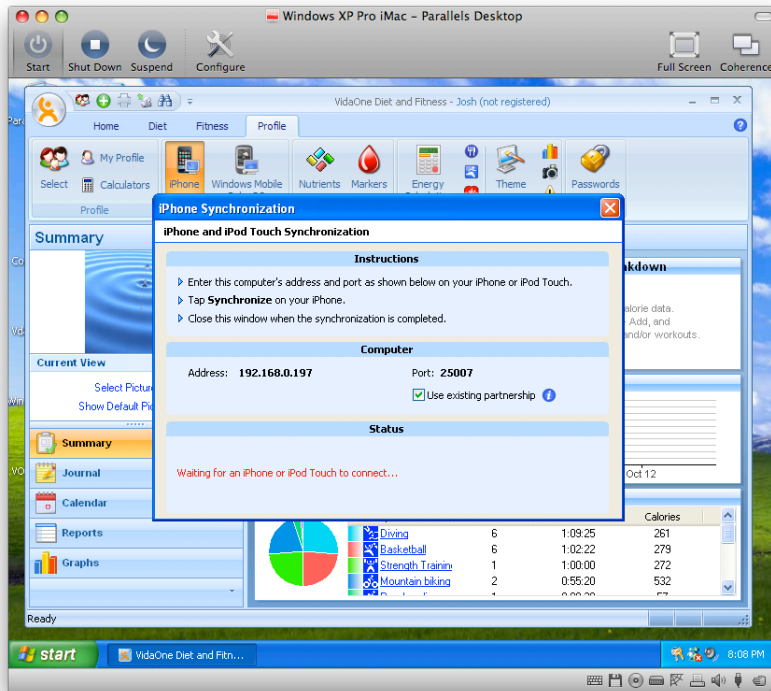 Windows XP Pro iMac - Parallels Desktop
Start Shut Down Suspend Configure Full Screen Coherence
VidaOne Diet and Fitness - Josh (not registered)
Home Diet Fitness Profile
Select My Profile Calculators iPhone Windows Mobile Nutrients Markers Energy Theme Passwords
Profile
iPhone Synchronization
iPhone and iPod Touch Synchronization
Instructions
Enter this computer's address and port as shown below on your iPhone or iPod Touch.
Tap Synchronize on your iPhone.
Close this window when the synchronization is completed.
Computer
Address: 192.168.0.197 Port: 25007
Use existing partnership
Status
Waiting for an iPhone or iPod Touch to connect...
Summary
Current View
Select Pictur
Show Default Pi
Summary
Journal
Calendar
Reports
Graphs
kdown
alorie data.
Add, and
and/or workouts.
Oct 12
Calories
Diving 6 1:09:25 261
Basketball 6 1:02:22 279
Strength Trainin 1 1:00:00 272
Mountain biking 2 0:55:20 532
Ready
start VidaOne Diet and Fitn... 8:08 PM